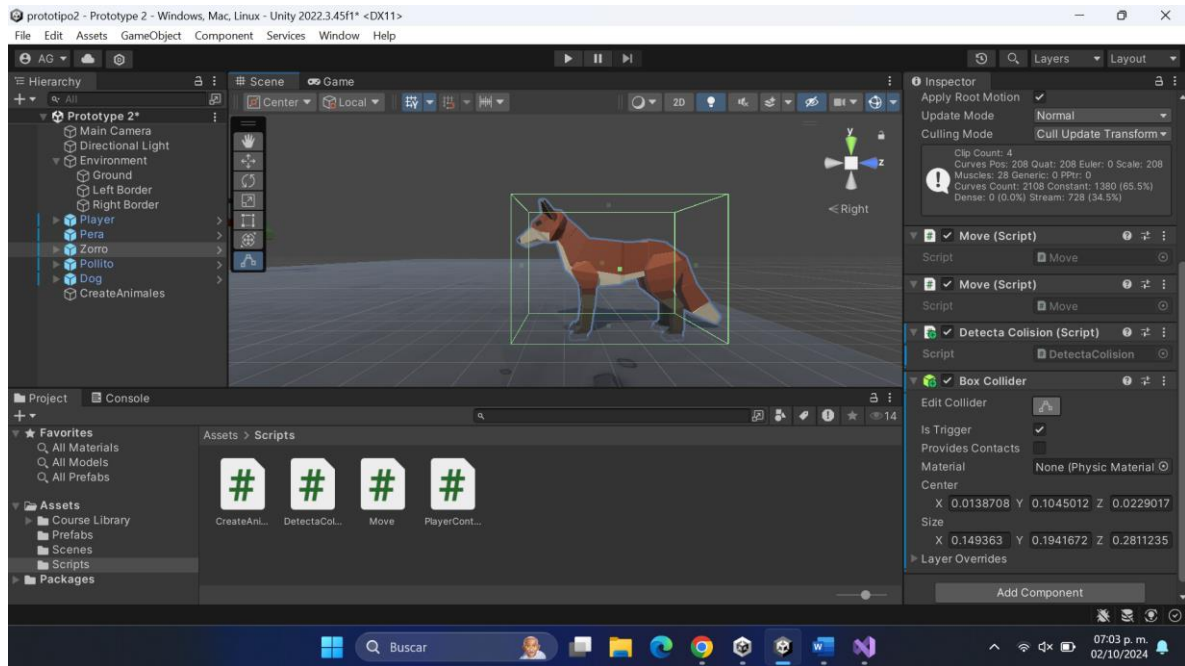 prototipo2 - Prototype 2 - Windows, Mac, Linux - Unity 2022.3.45f1* <DX11>
File Edit Assets GameObject Component Services Window Help
AG
Layers Layout
Hierarchy
All
Prototype 2*
Main Camera
Directional Light
Environment
Ground
Left Border
Right Border
Player
Pera
Zorro
Pollito
Dog
CreateAnimales
Scene Game
Center Local 2D
y
z
Right
Inspector
Apply Root Motion
Update Mode Normal
Culling Mode Cull Update Transform
Clip Count: 4
Curves Pos: 208 Quat: 208 Euler: 0 Scale: 208
Muscles: 28 Generic: 0 PPtr: 0
Curves Count: 2108 Constant: 1380 (65.5%)
Dense: 0 (0.0%) Stream: 728 (34.5%)
Move (Script)
Script Move
Move (Script)
Script Move
Detecta Colision (Script)
Script DetectaColision
Box Collider
Edit Collider
Is Trigger
Provides Contacts
Material None (Physic Material
Center
X 0.0138708 Y 0.1045012 Z 0.0229017
Size
X 0.149363 Y 0.1941672 Z 0.2811235
Layer Overrides
Add Component
Project Console
14
Favorites
All Materials
All Models
All Prefabs
Assets
Course Library
Prefabs
Scenes
Scripts
Packages
Assets > Scripts
CreateAni... DetectaCol... Move PlayerCont...
Buscar
07:03 p. m.
02/10/2024